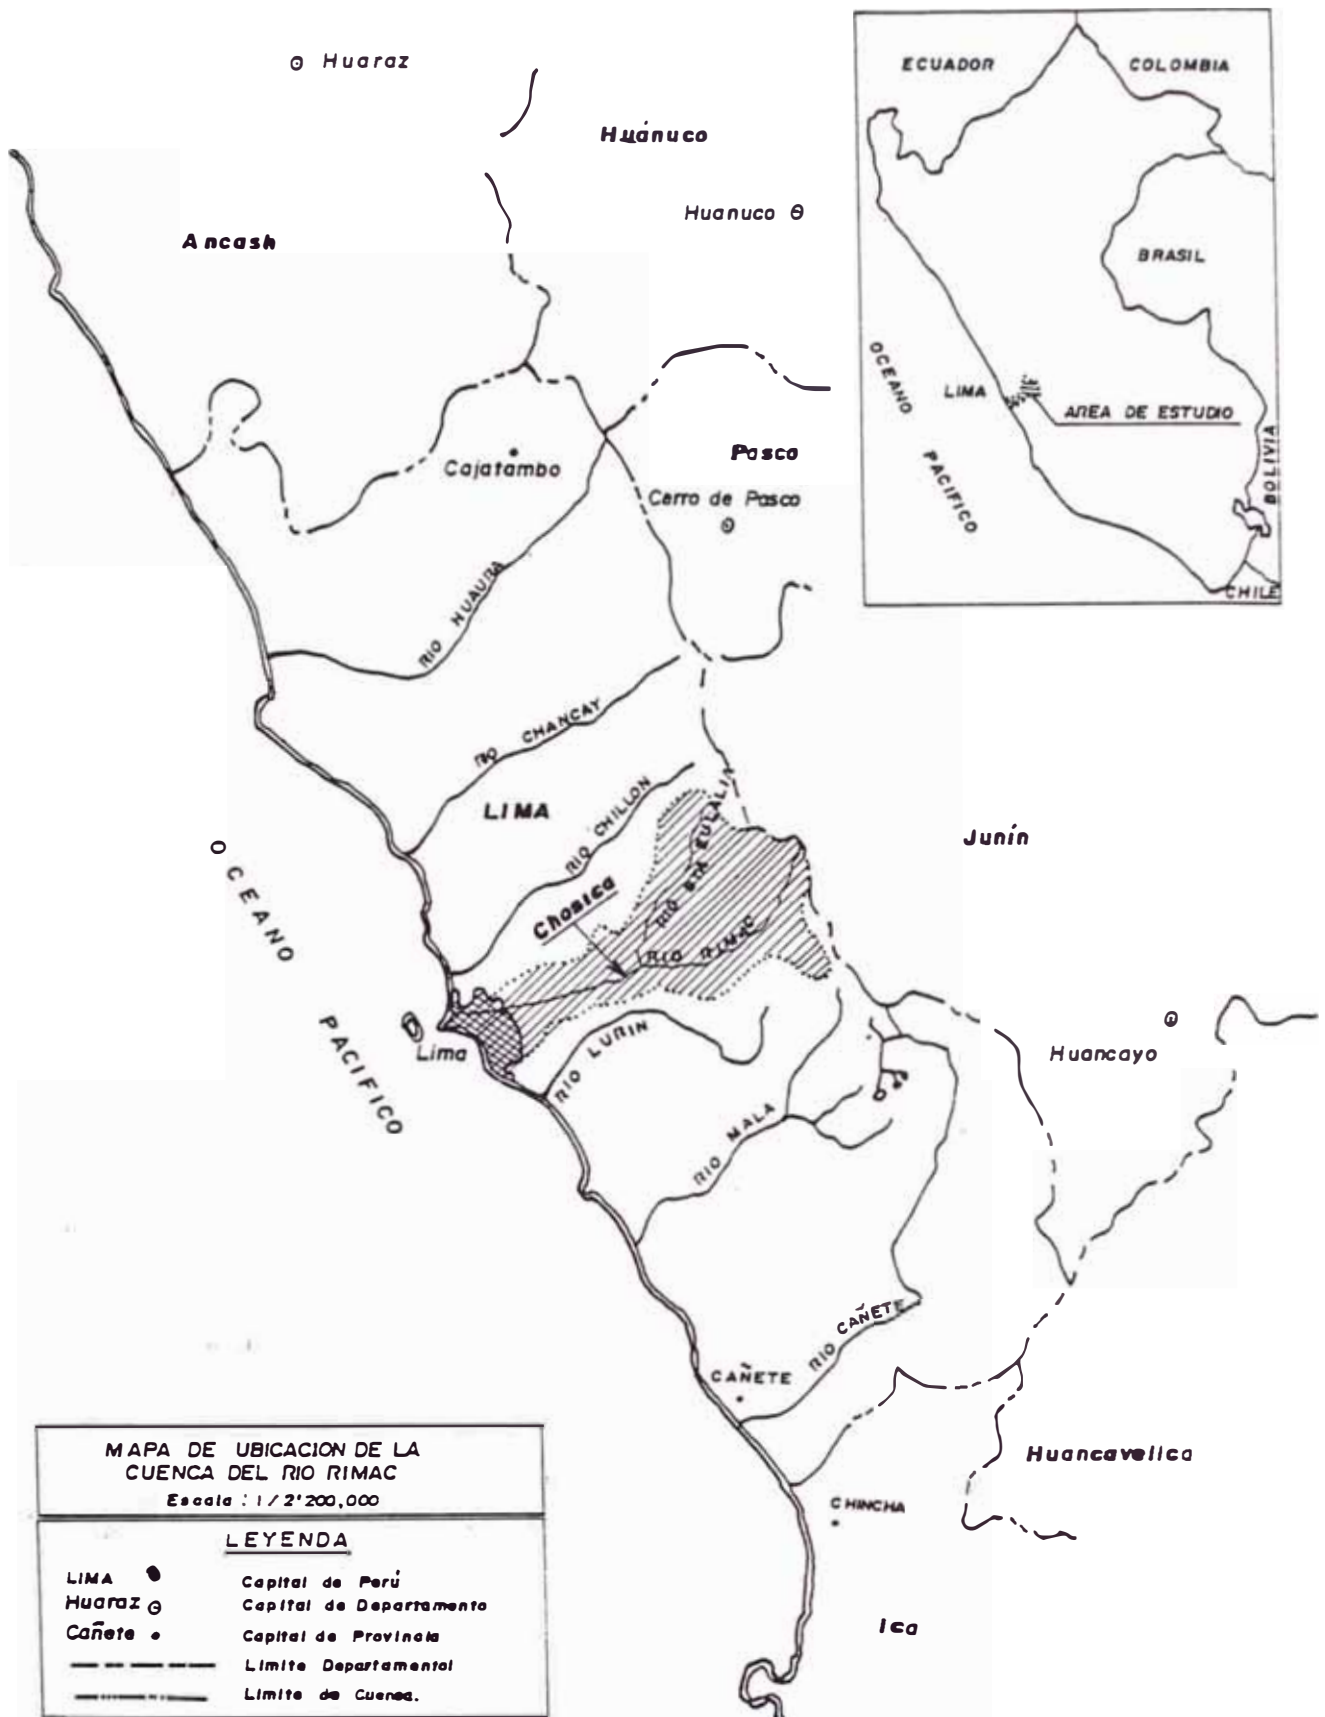 Huaraz
Huánuco
Huanuco
Ancash
ECUADOR
COLOMBIA
BRASIL
OCEANO
PACIFICO
LIMA
AREA DE ESTUDIO
BOLIVIA
CHILE
Cajatambo
Pasco
Cerro de Pasco
RIO HUAURA
RIO CHANCAY
LIMA
RIO CHILLON
RIO STA EULALIA
Junín
Chosica
RIO RIMAC
OCEANO
PACIFICO
Lima
RIO LURIN
Huancayo
RIO MALA
RIO CAÑETE
CAÑETE
Huancavelica
CHINCHA
Ica
MAPA DE UBICACION DE LA
CUENCA DEL RIO RIMAC
Escala : 1 / 2'200,000
LEYENDA
LIMA Capital de Perú
Huaraz Capital de Departamento
Cañete Capital de Provincia
Limite Departamental
Limite de Cuenca.